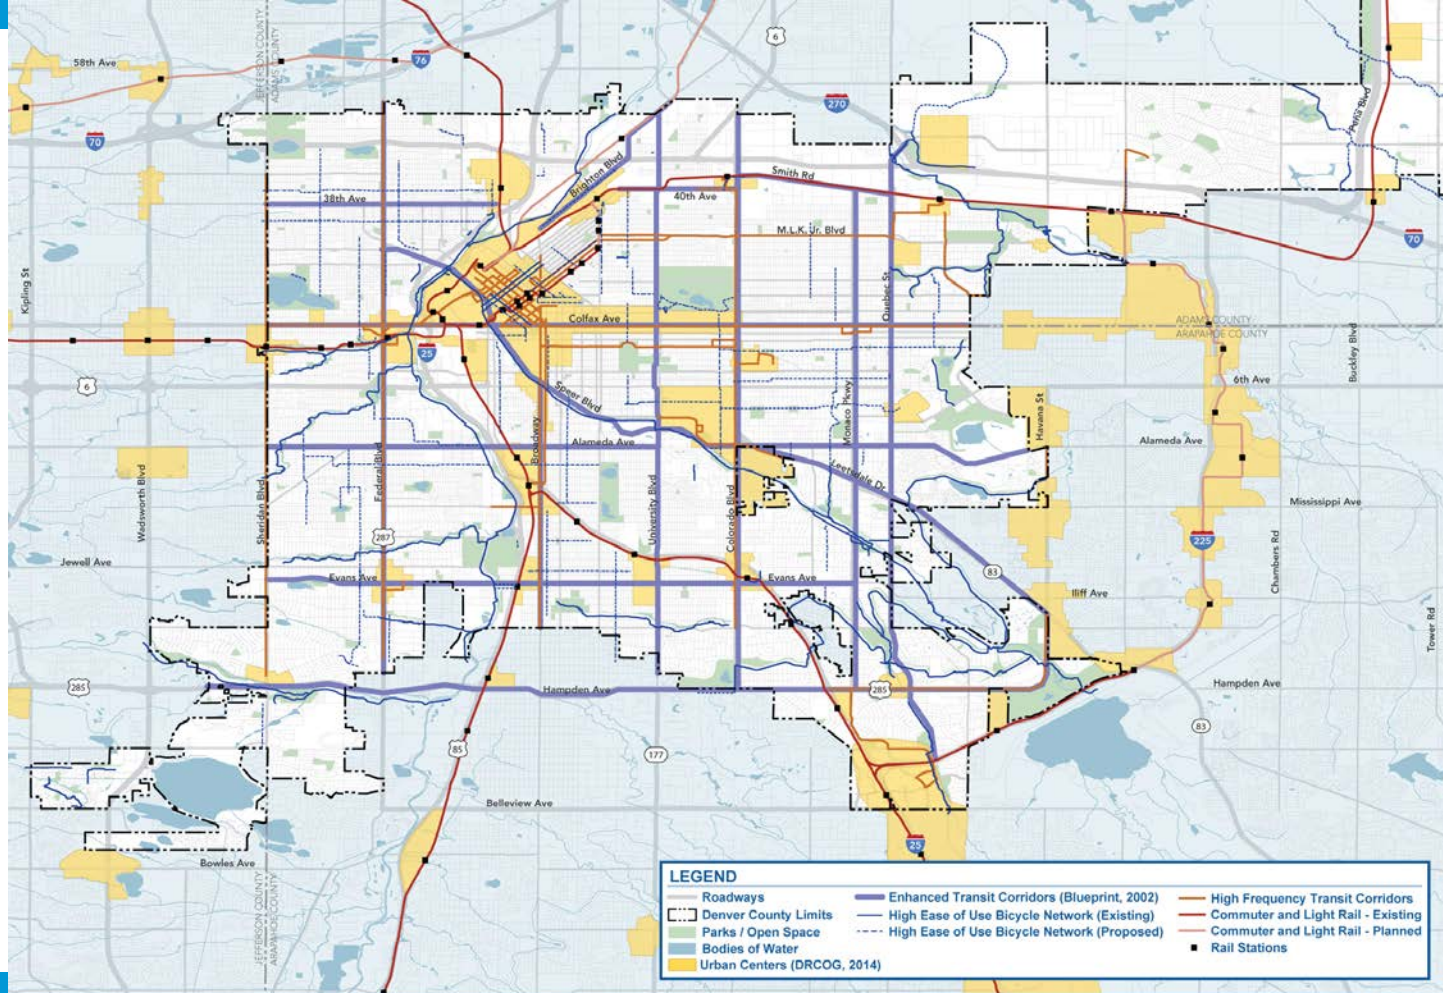 JEFFERSON COUNTY
ADAMS COUNTY
6
58th Ave
76
270
Peña Blvd
70
Brighton Blvd
Smith Rd
38th Ave
40th Ave
M.L.K. Jr. Blvd
70
Kipling St
Quebec St
Colfax Ave
ADAMS COUNTY
ARAPAHOE COUNTY
25
Buckley Blvd
6
6th Ave
Speer Blvd
Monaco Pkwy
Havana St
Broadway
Alameda Ave
Alameda Ave
Federal Blvd
Leetsdale Dr
Wadsworth Blvd
Sheridan Blvd
University Blvd
Colorado Blvd
Mississippi Ave
287
225
Jewell Ave
Chambers Rd
Evans Ave
Evans Ave
83
Iliff Ave
Tower Rd
285
Hampden Ave
285
Hampden Ave
83
85
177
Belleview Ave
25
Bowles Ave
JEFFERSON COUNTY
ARAPAHOE COUNTY
LEGEND
Roadways
Denver County Limits
Parks / Open Space
Bodies of Water
Urban Centers (DRCOG, 2014)
Enhanced Transit Corridors (Blueprint, 2002)
High Ease of Use Bicycle Network (Existing)
High Ease of Use Bicycle Network (Proposed)
High Frequency Transit Corridors
Commuter and Light Rail - Existing
Commuter and Light Rail - Planned
Rail Stations